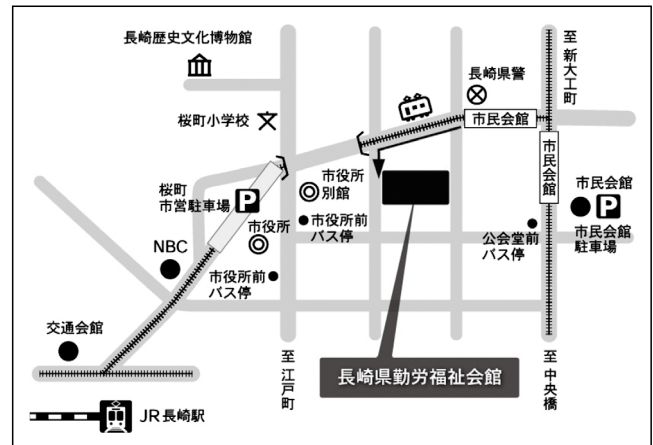 長崎歴史文化博物館
至新大工町
長崎県警
市民会館
桜町小学校
市民会館
市役所
別館
桜町
市営駐車場
P
市民会館
P
市民会館
駐車場
市役所前
バス停
市役所
公会堂前
バス停
NBC
市役所前
バス停
交通会館
至江戸町
長崎県勤労福祉会館
至中央橋
JR長崎駅